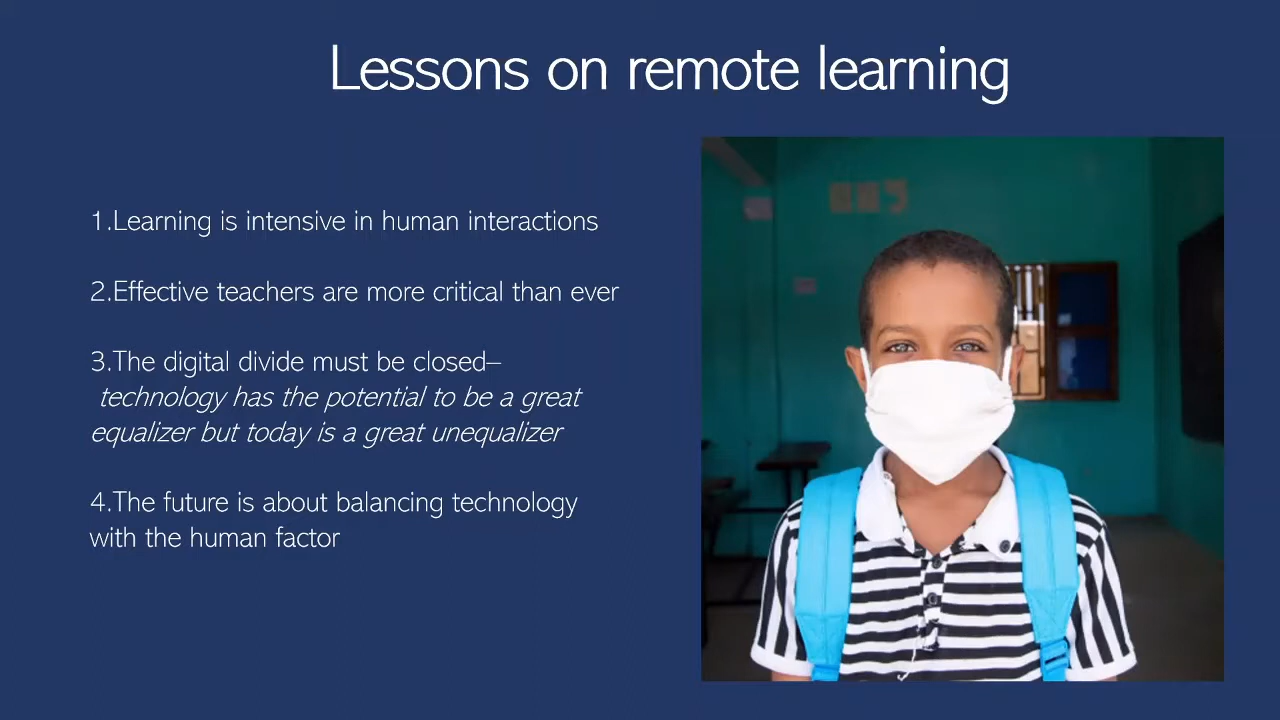 Lessons on remote learning
1.Learning is intensive in human interactions
2.Effective teachers are more critical than ever
3.The digital divide must be closed–
technology has the potential to be a great
equalizer but today is a great unequalizer
4.The future is about balancing technology
with the human factor